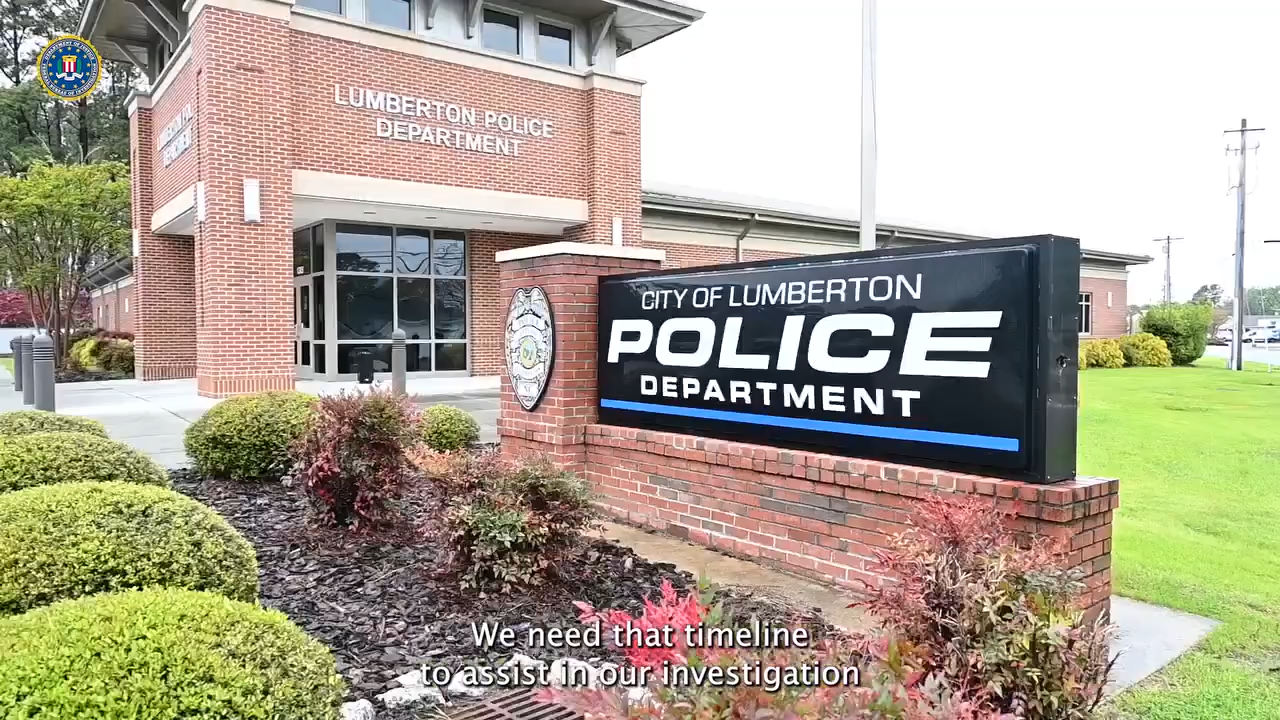 LUMBERTON POLICE
DEPARTMENT
CITY OF LUMBERTON
POLICE
DEPARTMENT
We need that timeline
to assist in our investigation